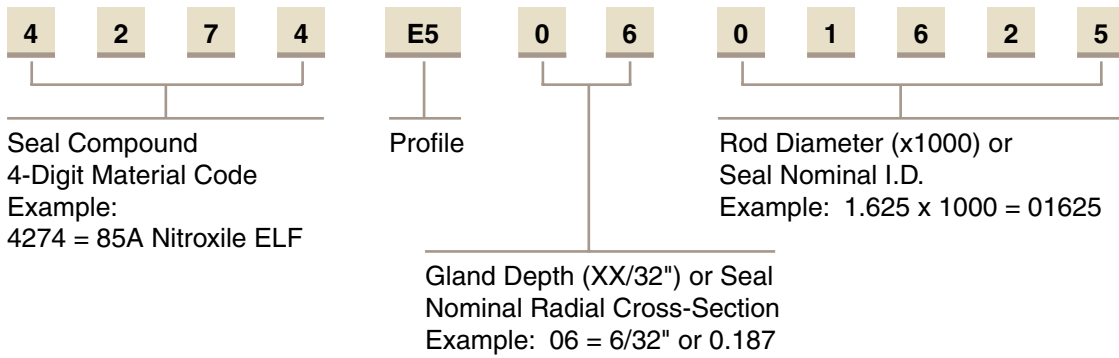 4 2 7 4 E5 0 6 0 1 6 2 5
Seal Compound
4-Digit Material Code
Example:
4274 = 85A Nitroxile ELF
Profile
Rod Diameter (x1000) or
Seal Nominal I.D.
Example: 1.625 x 1000 = 01625
Gland Depth (XX/32") or Seal
Nominal Radial Cross-Section
Example: 06 = 6/32" or 0.187